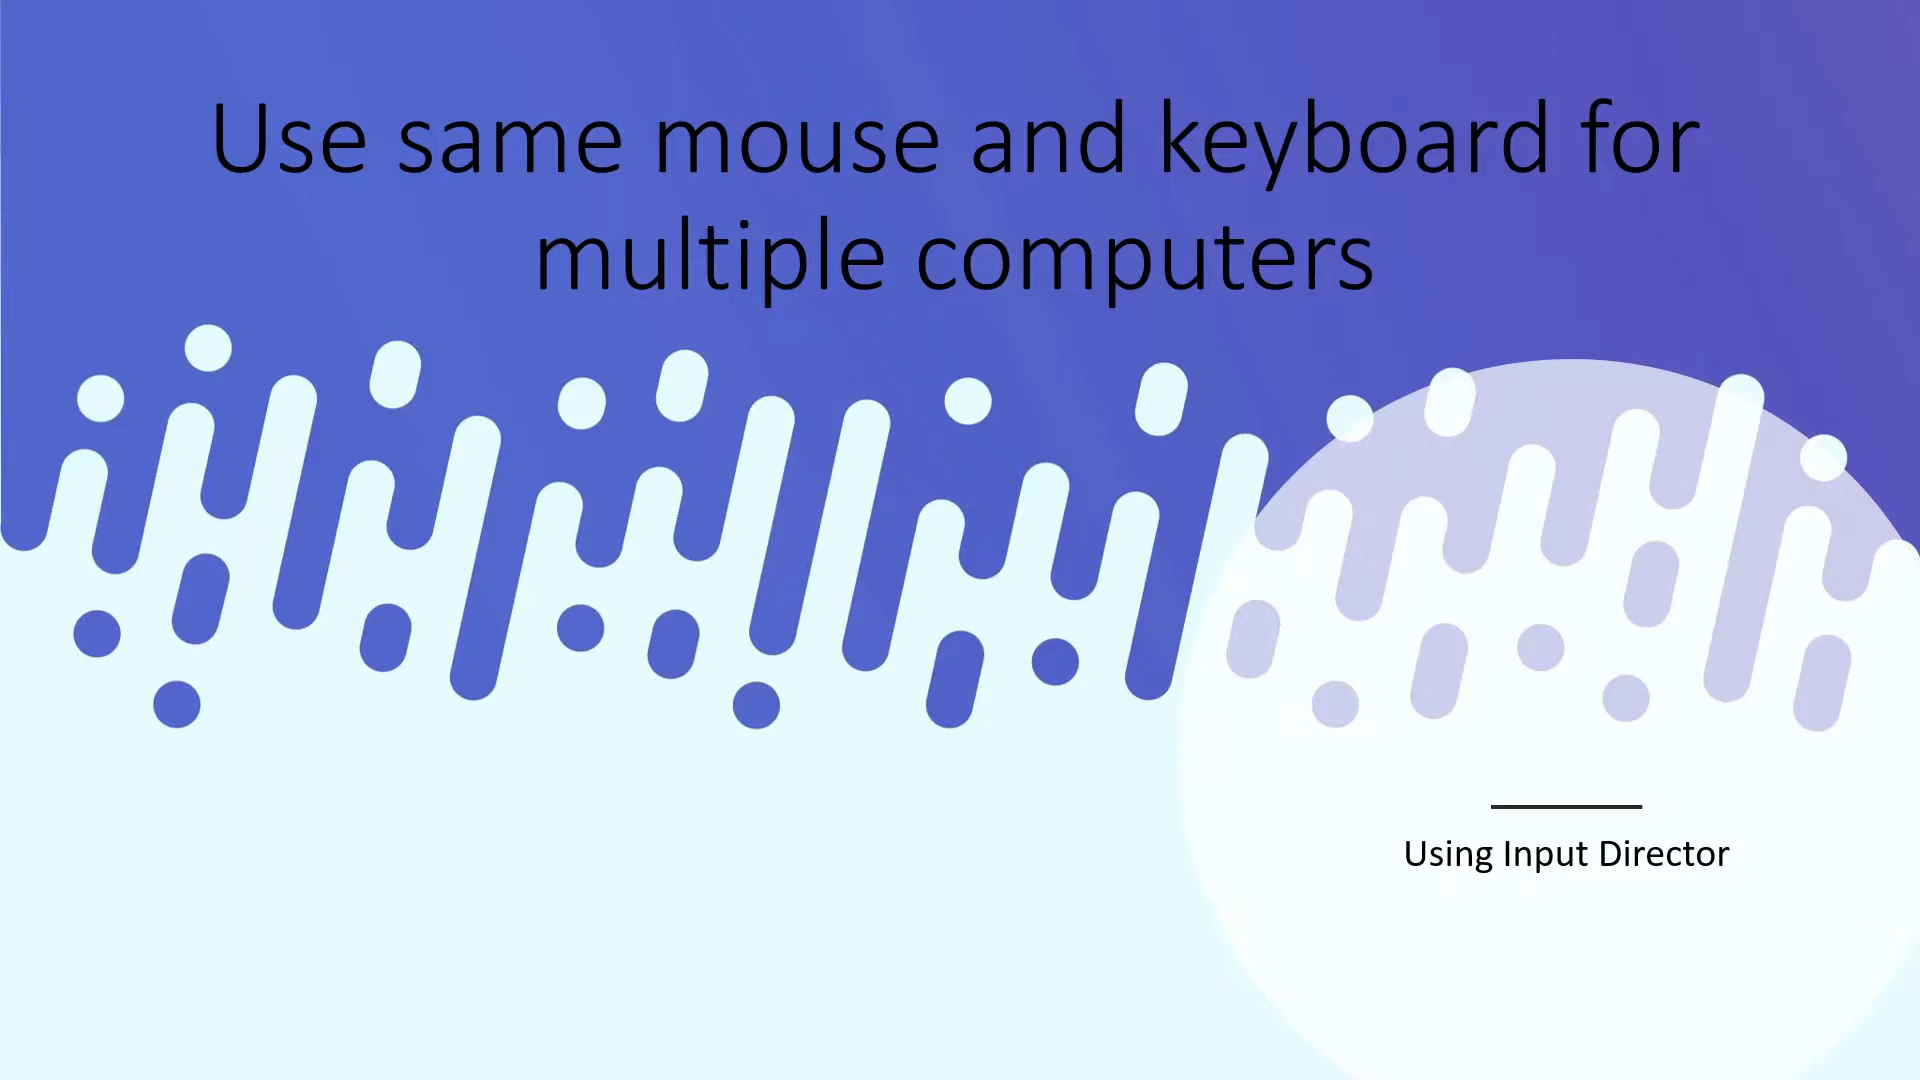 Use same mouse and keyboard for
multiple computers
Using Input Director